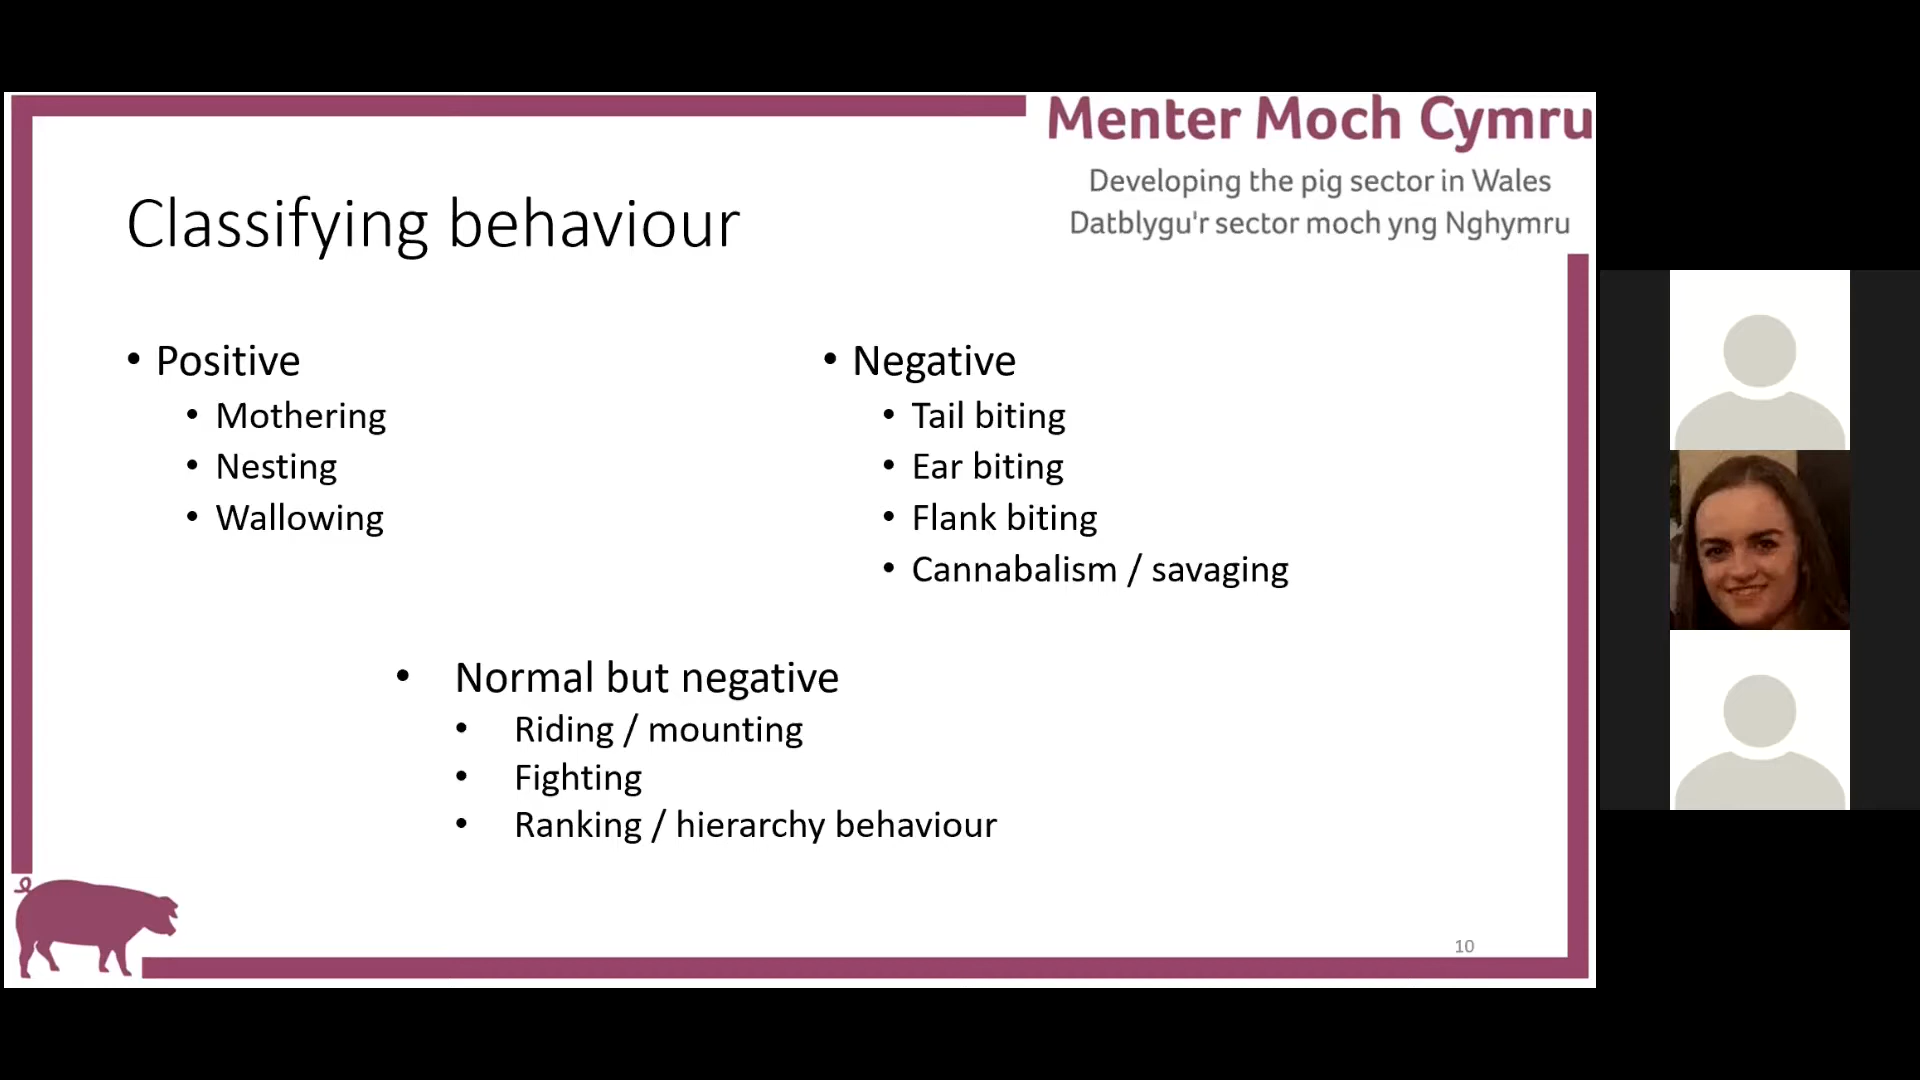 Menter Moch Cymru
Developing the pig sector in Wales
Datblygu'r sector moch yng Nghymru
Classifying behaviour
• Positive
• Mothering
• Nesting
• Wallowing
• Negative
• Tail biting
• Ear biting
• Flank biting
• Cannabalism / savaging
• Normal but negative
• Riding / mounting
• Fighting
• Ranking / hierarchy behaviour
10